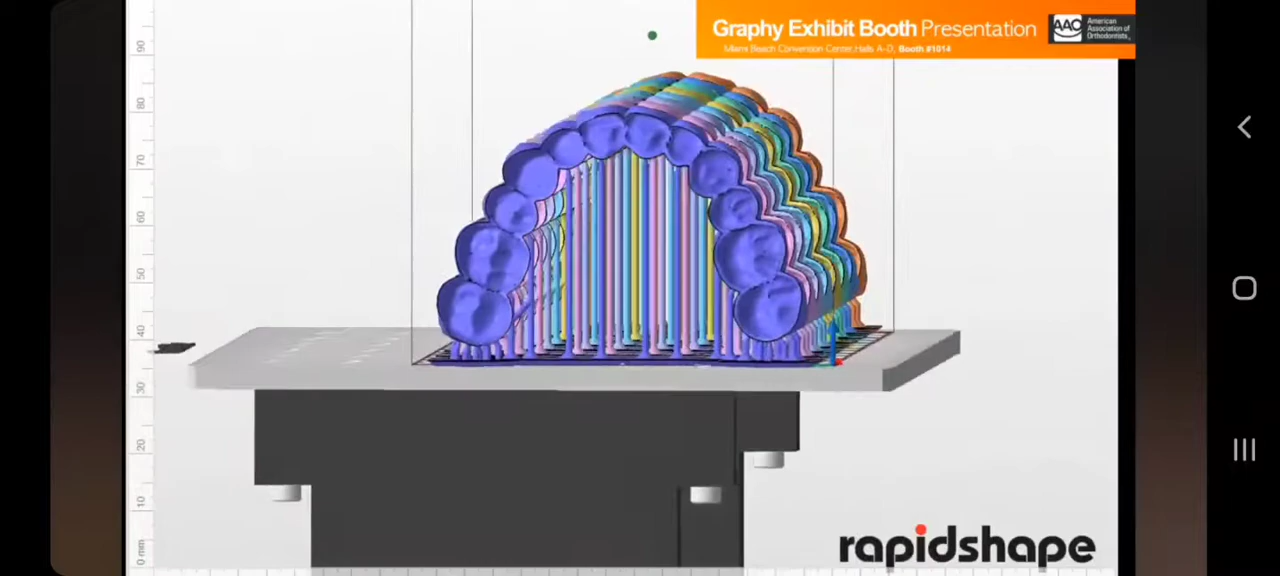 Graphy Exhibit Booth Presentation
AAO American Association of Orthodontists.
Miami Beach Convention Center, Halls A-D, Booth #1014
90
80
70
60
50
40
30
20
10
0 mm
rapidshape